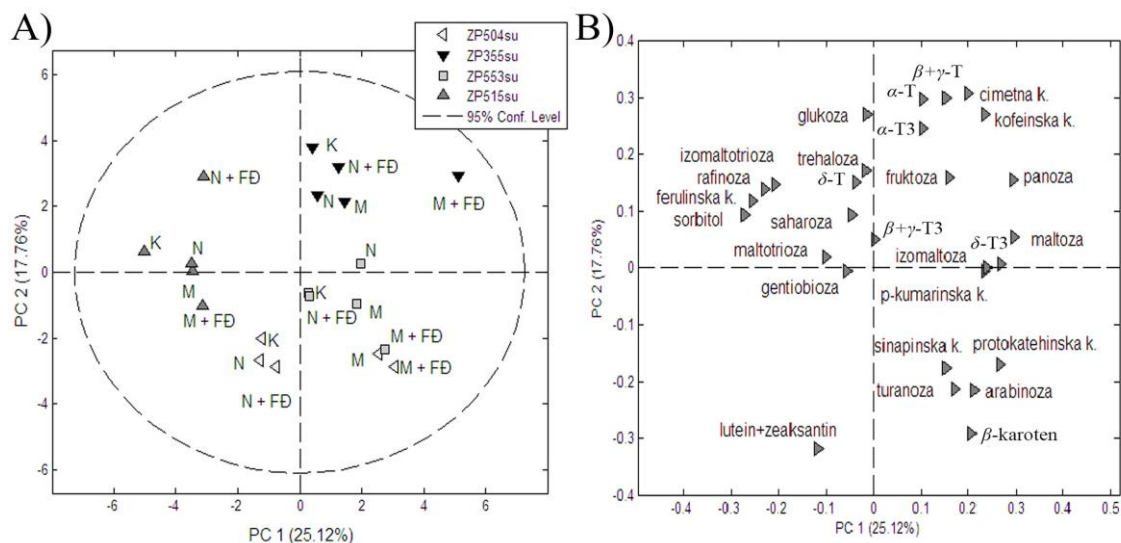 A)
ZP504su
ZP355su
ZP553su
ZP515su
95% Conf. Level
6
4
2
0
-2
-4
-6
PC 2 (17.76%)
K
N + FĐ
N
M
M + FĐ
N + FĐ
K
N
M
M + FĐ
N
K
N + FĐ
M
M + FĐ
K
N
N + FĐ
M
M + FĐ
-6
-4
-2
0
2
4
6
PC 1 (25.12%)
B)
0.4
0.3
0.2
0.1
0
-0.1
-0.2
-0.3
-0.4
PC 2 (17.76%)
β+γ-T
α-T
cimetna k.
glukoza
kofeinska k.
α-T3
izomaltotrioza
trehaloza
rafinoza
δ-T
fruktoza
panoza
ferulinska k.
sorbitol
saharoza
β+γ-T3
δ-T3
maltoza
maltotrioza
izomaltoza
gentiobioza
p-kumarinska k.
sinapinska k.
protokatehinska k.
turanoza
arabinoza
lutein+zeaksantin
β-karoten
-0.4
-0.3
-0.2
-0.1
0
0.1
0.2
0.3
0.4
0.5
PC 1 (25.12%)